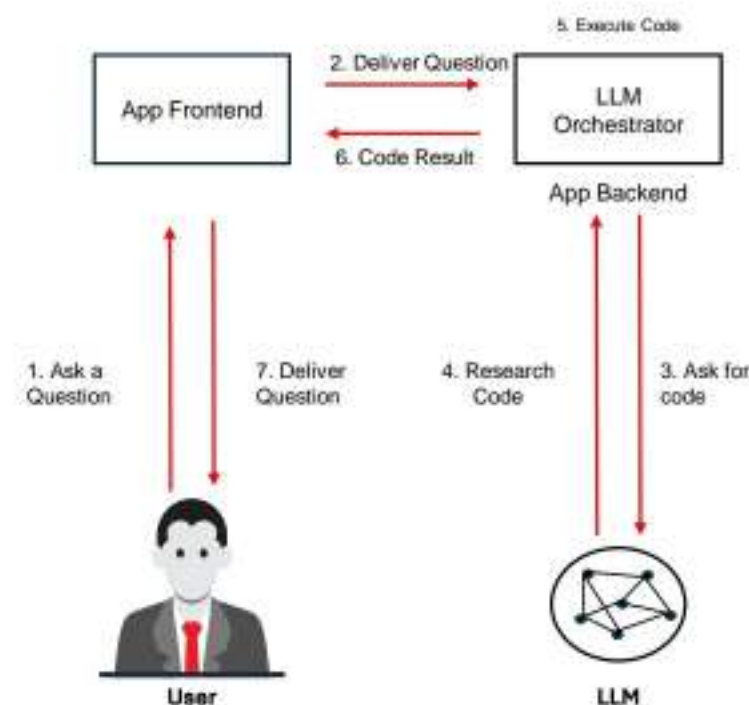 5. Execute Code
2. Deliver Question
App Frontend
LLM
Orchestrator
6. Code Result
App Backend
1. Ask a
Question
7. Deliver
Question
4. Research
Code
3. Ask for
code
User
LLM